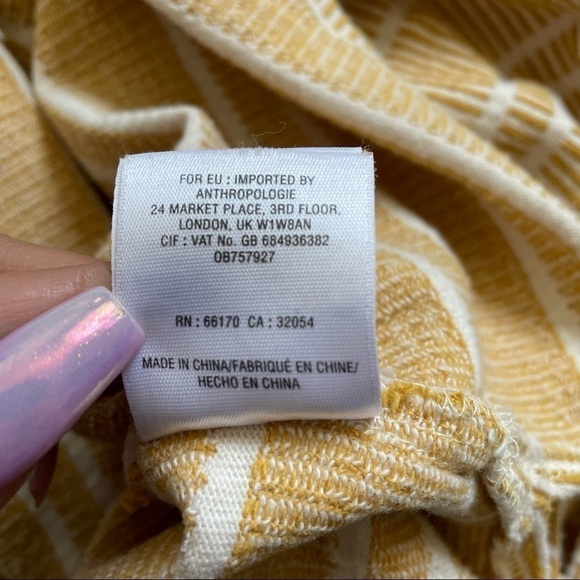 FOR EU : IMPORTED BY
ANTHROPOLOGIE
24 MARKET PLACE, 3RD FLOOR,
LONDON, UK W1W8AN
CIF : VAT No. GB 684936382
0B757927
RN : 66170 CA : 32054
MADE IN CHINA/FABRIQUÉ EN CHINE/
HECHO EN CHINA